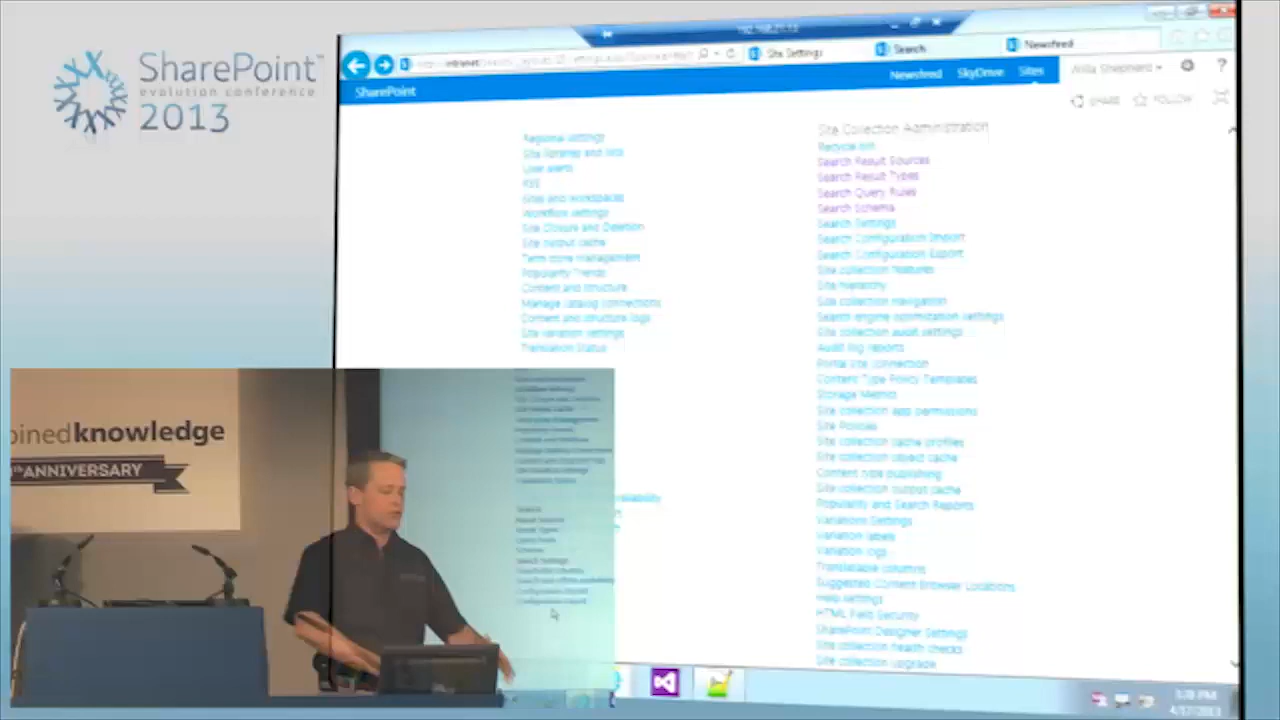 SharePoint™
evolution conference
2013
Site Settings
Search
Newsfeed
SharePoint
Newsfeed
SkyDrive
Sites
SHARE
FOLLOW
Regional settings
Site libraries and lists
User alerts
RSS
Sites and workspaces
Workflow settings
Site Closure and Deletion
Site output cache
Term store management
Popularity Trends
Content and structure
Manage catalog connections
Content and structure logs
Site variation settings
Translation Status
Site Collection Administration
Recycle bin
Search Result Sources
Search Result Types
Search Query Rules
Search Schema
Search Settings
Search Configuration Import
Search Configuration Export
Site collection features
Site hierarchy
Site collection navigation
Search engine optimization settings
Site collection audit settings
Audit log reports
Portal site connection
Content Type Policy Templates
Storage Metrics
Site collection app permissions
Site Policies
Site collection cache profiles
Site collection object cache
Content type publishing
Site collection output cache
Popularity and Search Reports
Variations Settings
Variation labels
Variation logs
Translatable columns
Suggested Content Browser Locations
Help settings
HTML Field Security
SharePoint Designer Settings
Site collection health checks
Site collection upgrade
ined knowledge
ANNIVERSARY